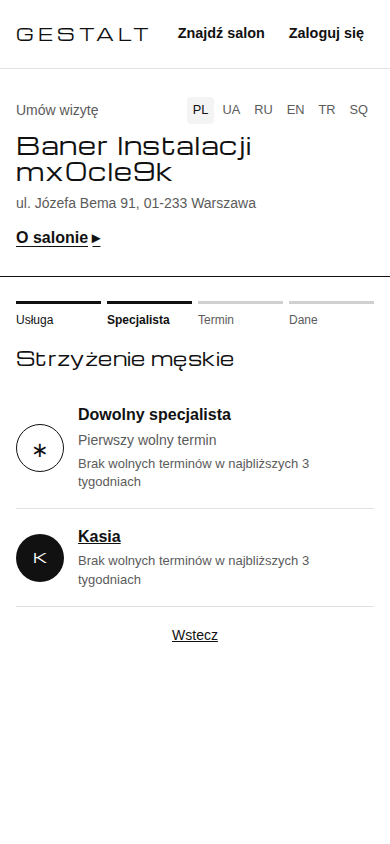 GESTALT Znajdź salon Zaloguj się
Umów wizytę PL UA RU EN TR SQ
Baner Instalacji
mx0cle9k
ul. Józefa Bema 91, 01-233 Warszawa
O salonie ▸
Usługa Specjalista Termin Dane
Strzyżenie męskie
Dowolny specjalista
Pierwszy wolny termin
Brak wolnych terminów w najbliższych 3
tygodniach
K
Kasia
Brak wolnych terminów w najbliższych 3
tygodniach
Wstecz